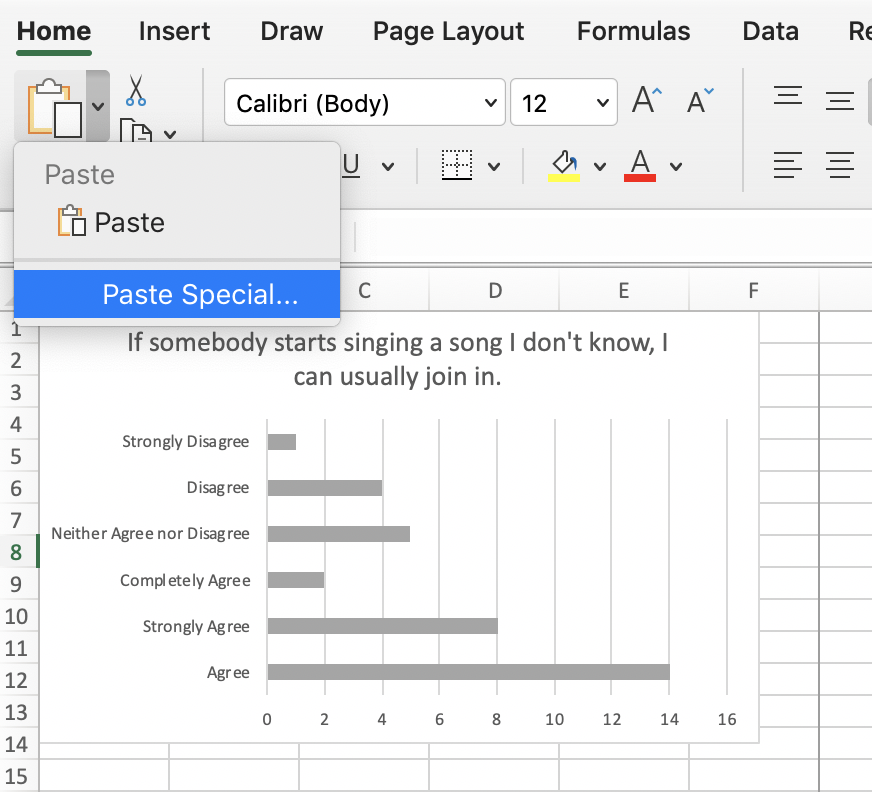 Home Insert Draw Page Layout Formulas Data Re
Calibri (Body) 12 A A
Paste
U A
Paste
Paste Special...
C D E F
1
If somebody starts singing a song I don't know, I
2
can usually join in.
3
4
Strongly Disagree
5
6
Disagree
7
Neither Agree nor Disagree
8
9
Completely Agree
10
Strongly Agree
11
12
Agree
13
0 2 4 6 8 10 12 14 16
14
15